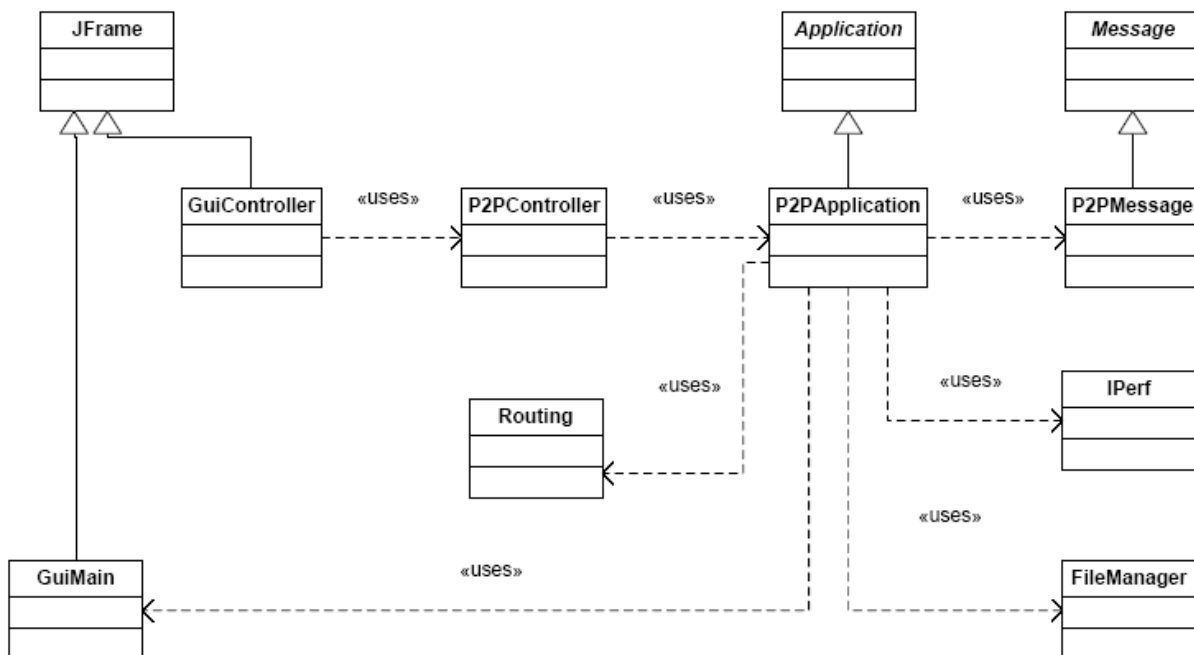 JFrame
Application
Message
GuiController
«uses»
P2PController
«uses»
P2PApplication
«uses»
P2PMessage
«uses»
«uses»
IPerf
Routing
«uses»
«uses»
GuiMain
FileManager